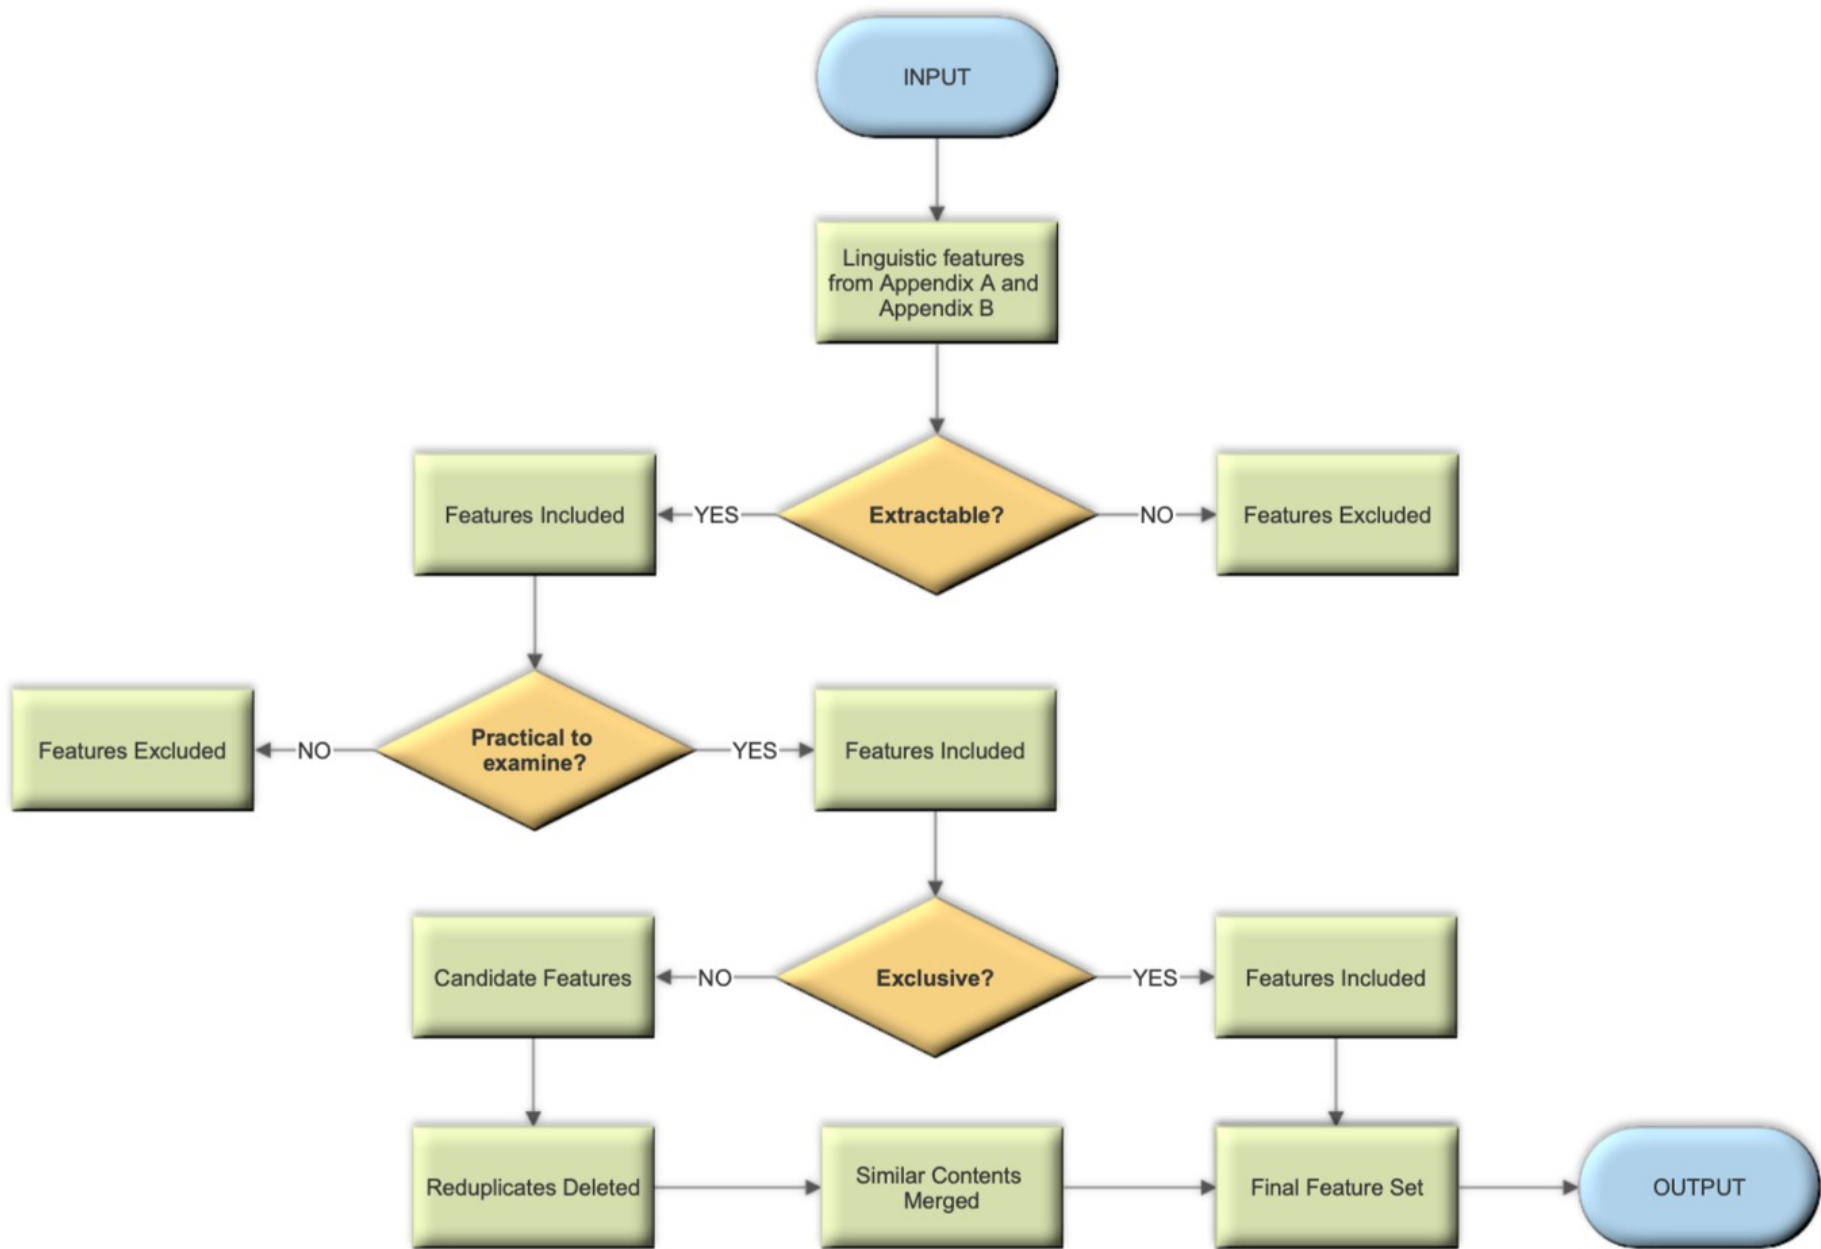 INPUT
Linguistic features
from Appendix A and
Appendix B
Features Included
YES
Extractable?
NO
Features Excluded
Features Excluded
NO
Practical to
examine?
YES
Features Included
Candidate Features
NO
Exclusive?
YES
Features Included
Reduplicates Deleted
Similar Contents
Merged
Final Feature Set
OUTPUT